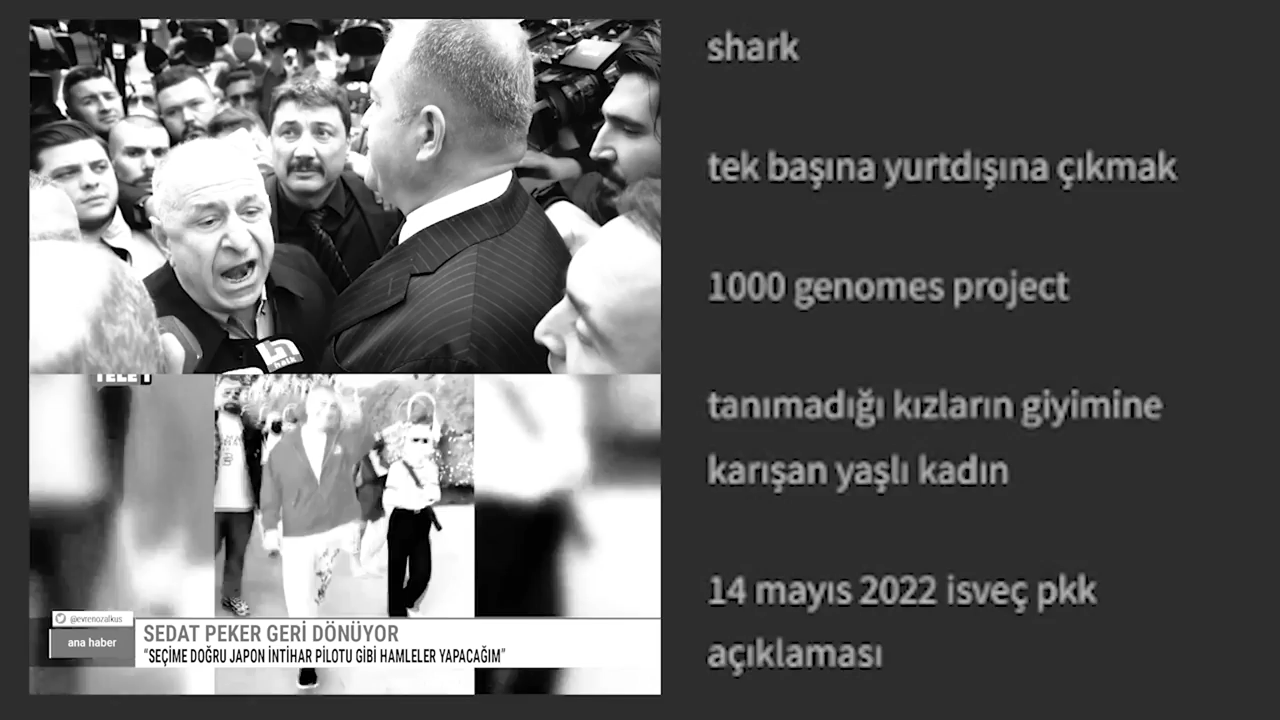 TELE1
@evrenozalkus
ana haber
SEDAT PEKER GERİ DÖNÜYOR
"SEÇİME DOĞRU JAPON İNTİHAR PİLOTU GİBİ HAMLELER YAPACAĞIM"
h
halk
shark
tek başına yurtdışına çıkmak
1000 genomes project
tanımadığı kızların giyimine
karışan yaşlı kadın
14 mayıs 2022 isveç pkk
açıklaması